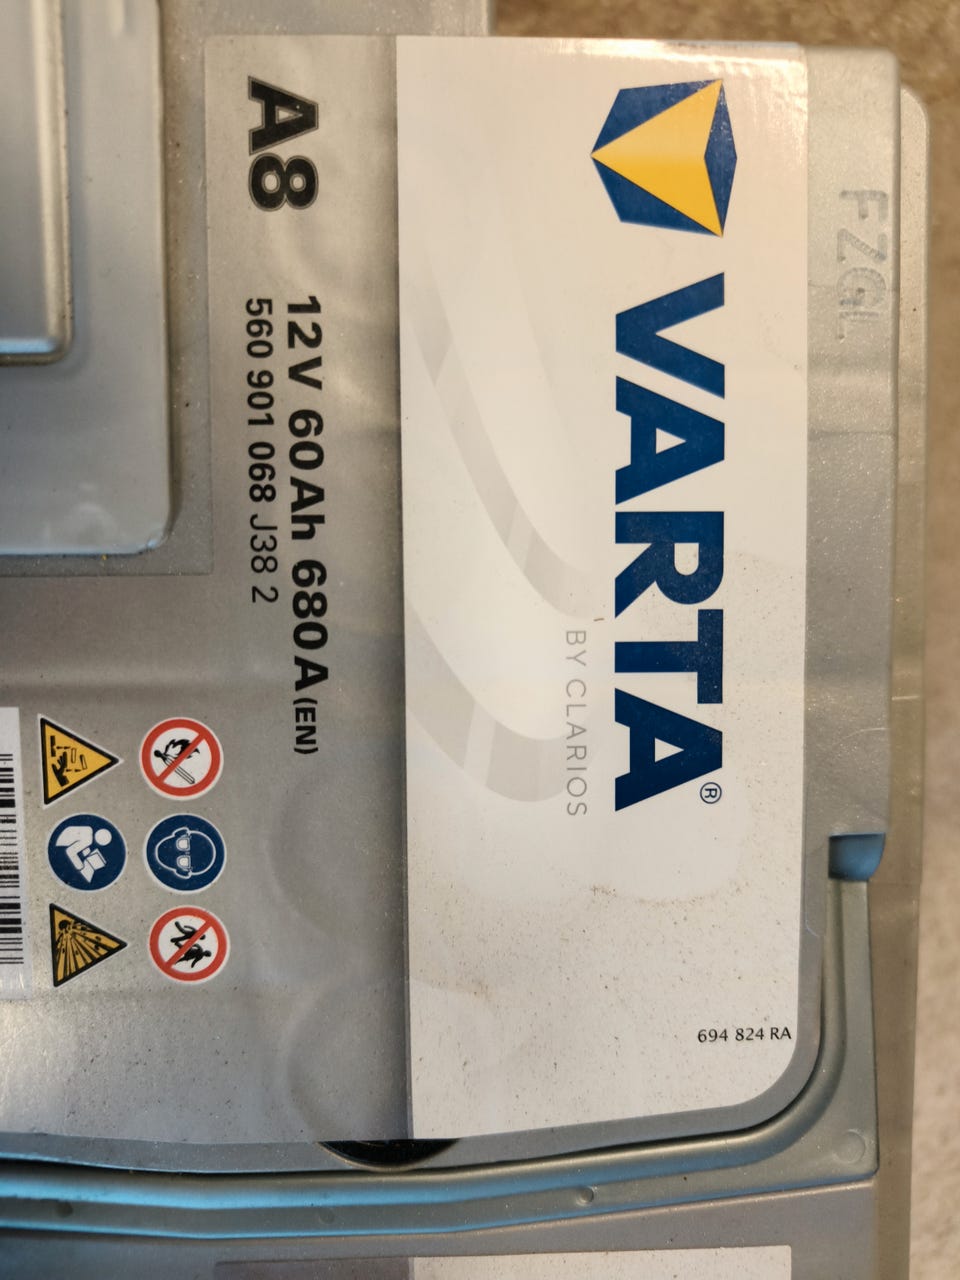 FZGL
VARTA®
BY CLARIOS
694 824 RA
A8
12V 60Ah 680A(EN)
560 901 068 J38 2